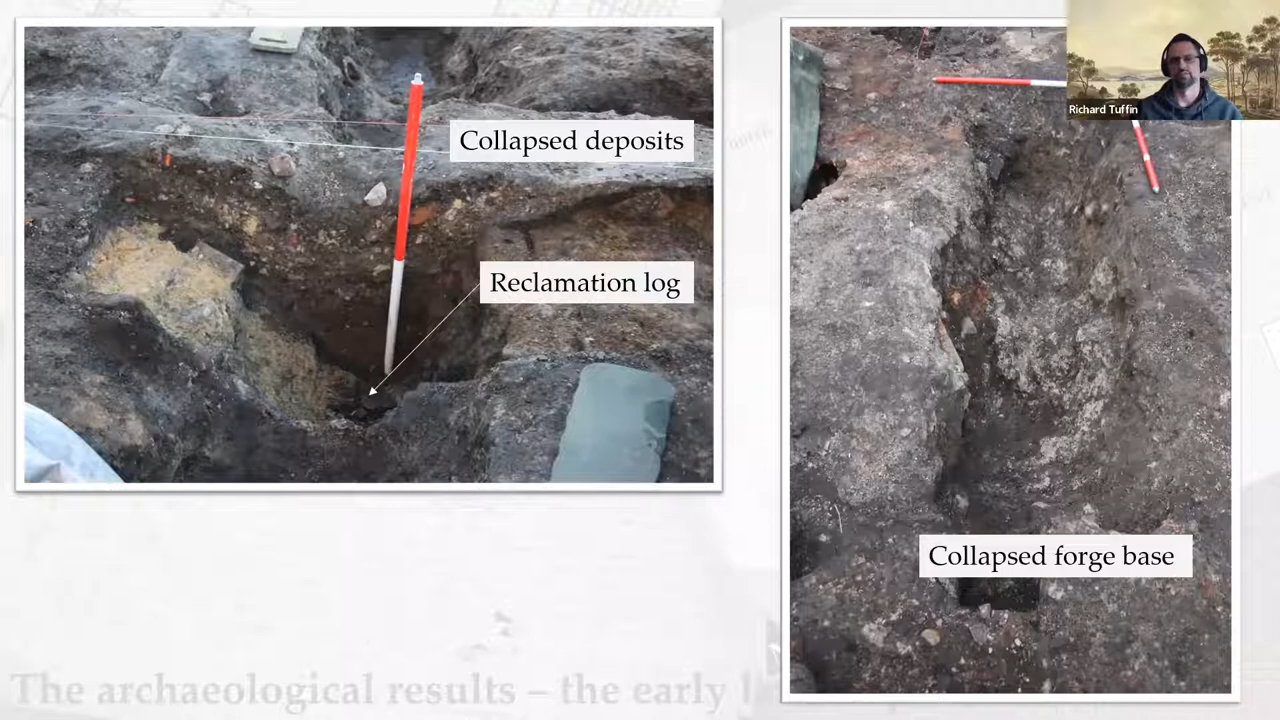 Collapsed deposits
Reclamation log
Richard Tuffin
Collapsed forge base
The archaeological results – the early